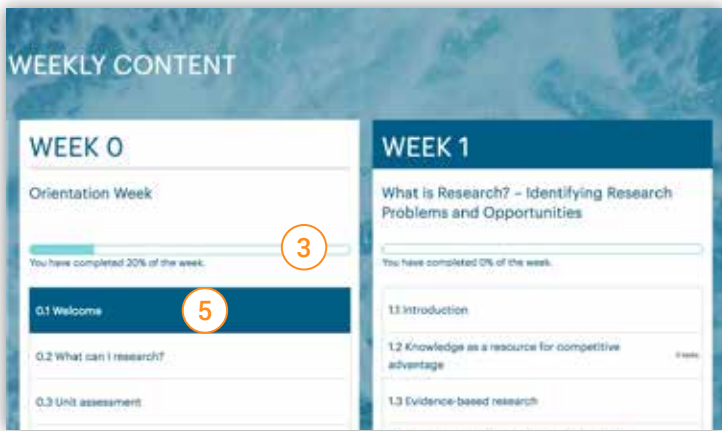 WEEKLY CONTENT
WEEK 0
Orientation Week
3
You have completed 20% of the week.
0.1 Welcome
5
0.2 What can I research?
0.3 Unit assessment
WEEK 1
What is Research? – Identifying Research
Problems and Opportunities
You have completed 0% of the week.
1.1 Introduction
1.2 Knowledge as a resource for competitive
advantage
1.3 Evidence-based research